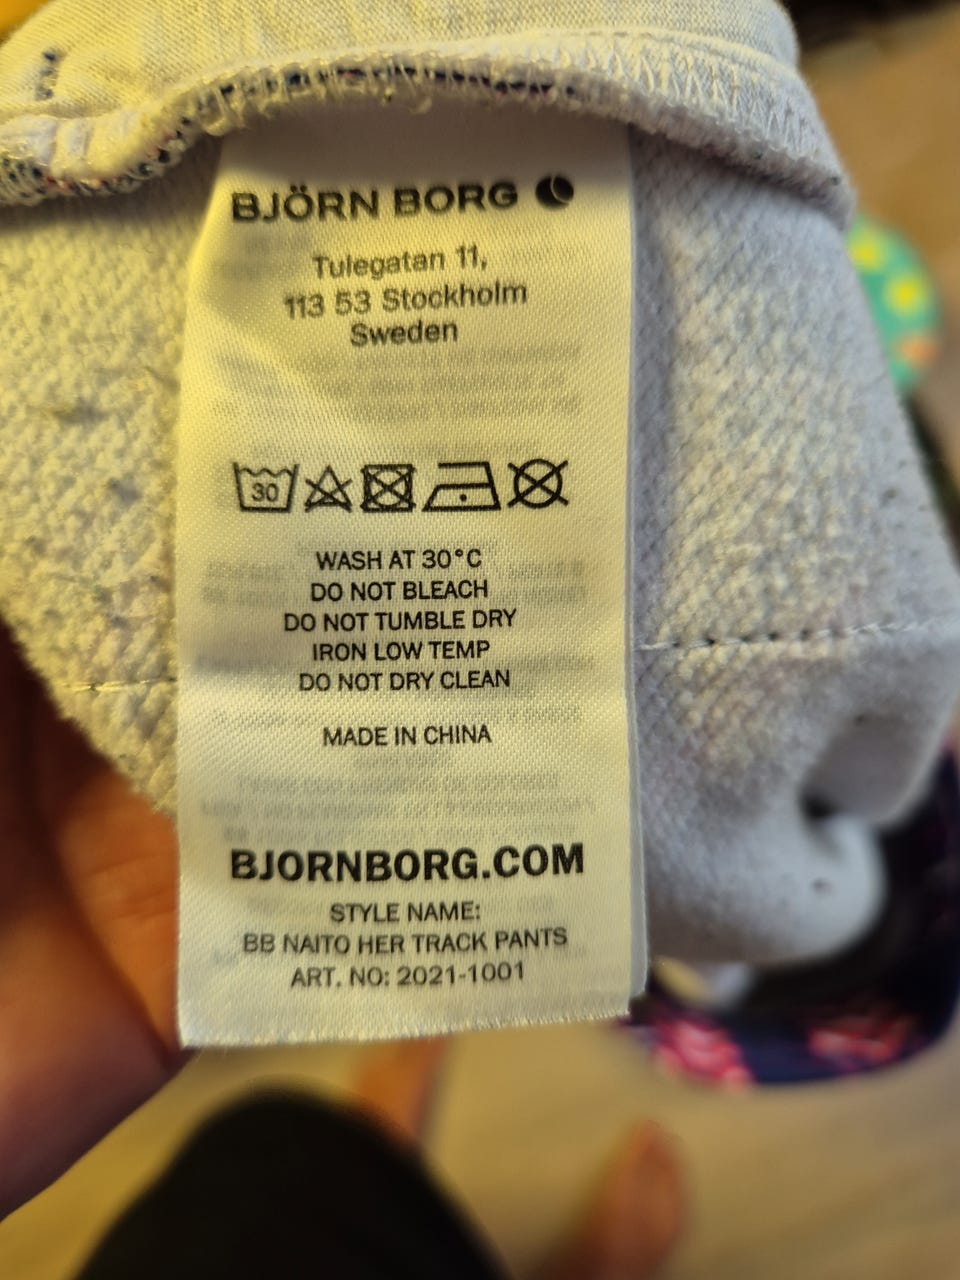 BJÖRN BORG
Tulegatan 11,
113 53 Stockholm
Sweden
30
WASH AT 30°C
DO NOT BLEACH
DO NOT TUMBLE DRY
IRON LOW TEMP
DO NOT DRY CLEAN
MADE IN CHINA
BJORNBORG.COM
STYLE NAME:
BB NAITO HER TRACK PANTS
ART. NO: 2021-1001